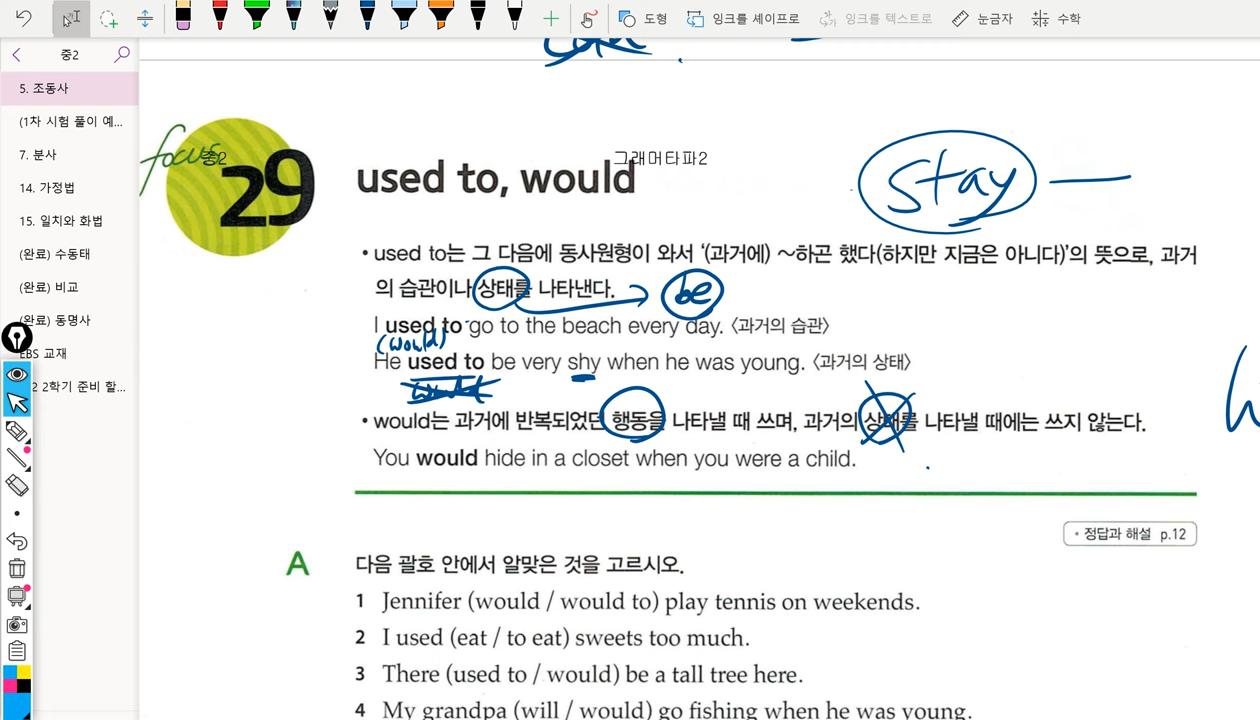 도형
잉크를 셰이프로
잉크를 텍스트로
눈금자
수학
중2
5. 조동사
(1차 시험 풀이 예...
7. 분사
14. 가정법
15. 일치와 화법
(완료) 수동태
(완료) 비교
(완료) 동명사
EBS 교재
2 2학기 준비 할...
focus
중2
29
그래머타파2
used to, would
stay
• used to는 그 다음에 동사원형이 와서 ‘(과거에) ~하곤 했다(하지만 지금은 아니다)’의 뜻으로, 과거
의 습관이나 상태를 나타낸다.
be
I used to go to the beach every day. 〈과거의 습관〉
(would)
He used to be very shy when he was young. 〈과거의 상태〉
would
• would는 과거에 반복되었던 행동을 나타낼 때 쓰며, 과거의 상태를 나타낼 때에는 쓰지 않는다.
You would hide in a closet when you were a child.
• 정답과 해설 p.12
A 다음 괄호 안에서 알맞은 것을 고르시오.
1 Jennifer (would / would to) play tennis on weekends.
2 I used (eat / to eat) sweets too much.
3 There (used to / would) be a tall tree here.
4 My grandpa (will / would) go fishing when he was young.